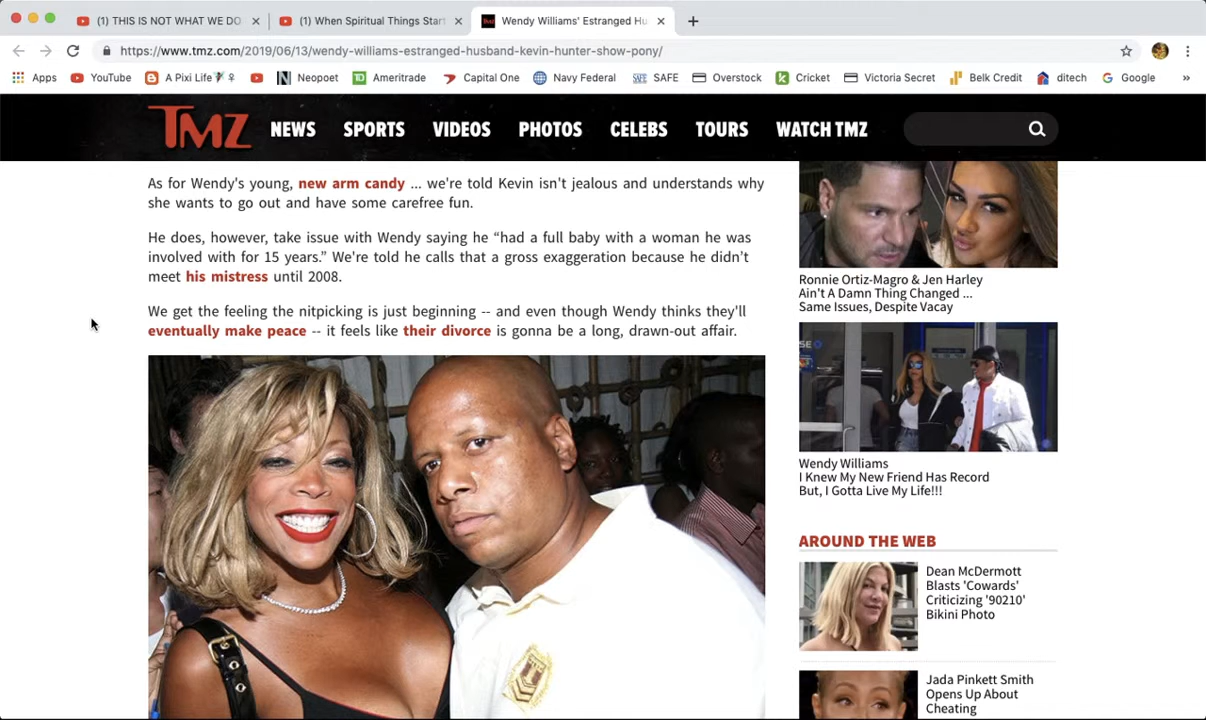 (1) THIS IS NOT WHAT WE DO
(1) When Spiritual Things Star
Wendy Williams' Estranged Hu
https://www.tmz.com/2019/06/13/wendy-williams-estranged-husband-kevin-hunter-show-pony/
Apps YouTube A Pixi Life Neopoet Ameritrade Capital One Navy Federal SAFE Overstock Cricket Victoria Secret Belk Credit ditech Google »
TMZ NEWS SPORTS VIDEOS PHOTOS CELEBS TOURS WATCH TMZ
As for Wendy's young, new arm candy ... we're told Kevin isn't jealous and understands why
she wants to go out and have some carefree fun.
He does, however, take issue with Wendy saying he “had a full baby with a woman he was
involved with for 15 years.” We're told he calls that a gross exaggeration because he didn’t
meet his mistress until 2008.
We get the feeling the nitpicking is just beginning -- and even though Wendy thinks they'll
eventually make peace -- it feels like their divorce is gonna be a long, drawn-out affair.
Ronnie Ortiz-Magro & Jen Harley
Ain't A Damn Thing Changed ...
Same Issues, Despite Vacay
Wendy Williams
I Knew My New Friend Has Record
But, I Gotta Live My Life!!!
AROUND THE WEB
Dean McDermott
Blasts 'Cowards'
Criticizing '90210'
Bikini Photo
Jada Pinkett Smith
Opens Up About
Cheating